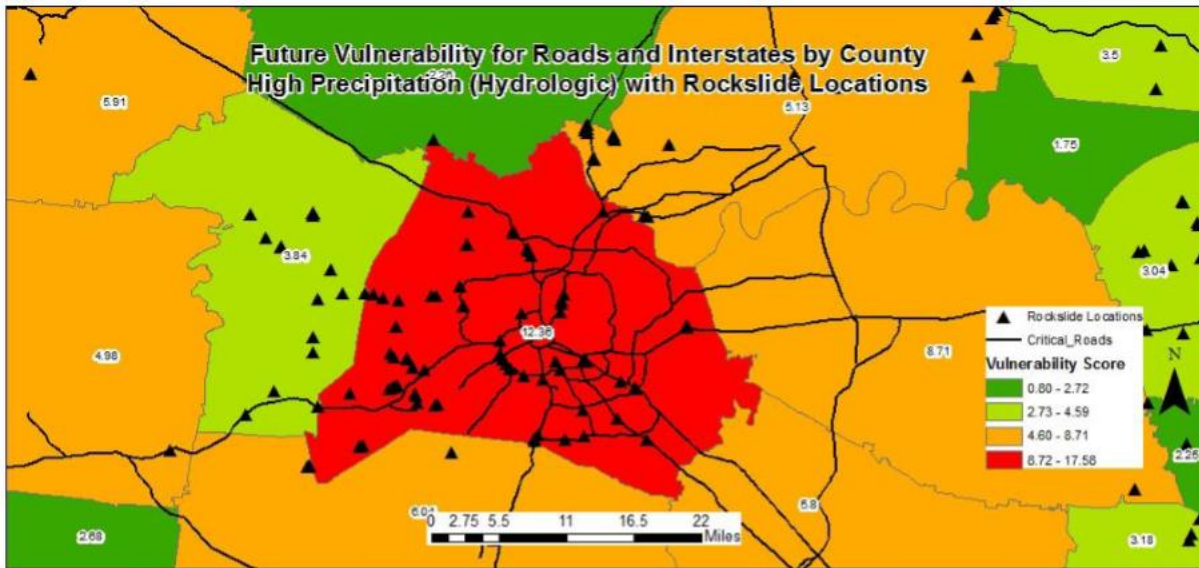 Future Vulnerability for Roads and Interstates by County
High Precipitation (Hydrologic) with Rockslide Locations
3.5
5.91
5.13
1.75
3.84
3.04
12.36
4.98
8.71
Rockslide Locations
Critical_Roads
Vulnerability Score
0.80 - 2.72
2.73 - 4.59
4.60 - 8.71
8.72 - 17.58
N
2.25
5.8
0 2.75 5.5 11 16.5 22
Miles
2.68
3.18